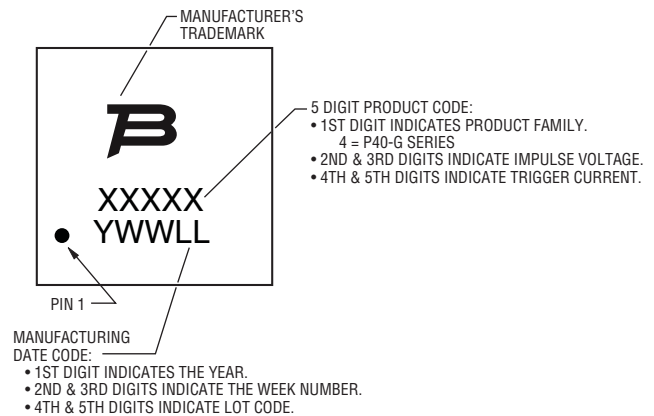 MANUFACTURER'S
TRADEMARK
5 DIGIT PRODUCT CODE:
• 1ST DIGIT INDICATES PRODUCT FAMILY.
4 = P40-G SERIES
• 2ND & 3RD DIGITS INDICATE IMPULSE VOLTAGE.
• 4TH & 5TH DIGITS INDICATE TRIGGER CURRENT.
XXXXX
YWWLL
PIN 1
MANUFACTURING
DATE CODE:
• 1ST DIGIT INDICATES THE YEAR.
• 2ND & 3RD DIGITS INDICATE THE WEEK NUMBER.
• 4TH & 5TH DIGITS INDICATE LOT CODE.